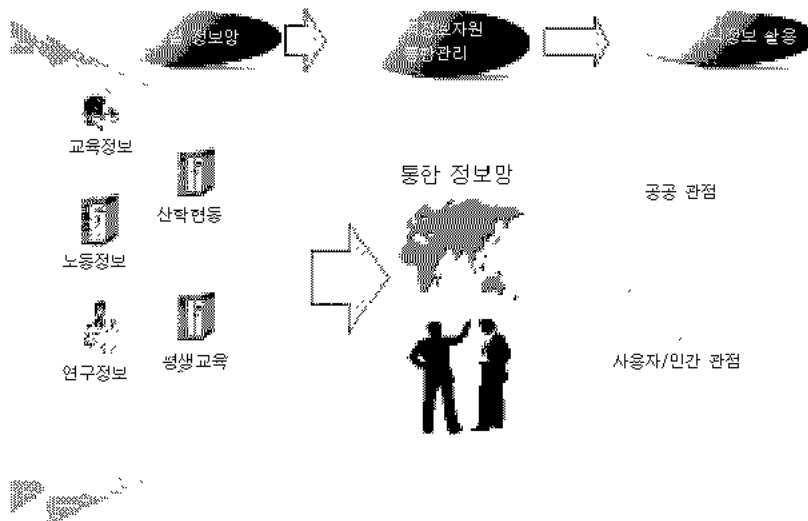 정보망
정보자원
통합관리
정보 활용
교육정보
산학협동
노동정보
연구정보
평생교육
통합 정보망
공공 관점
사용자/민간 관점